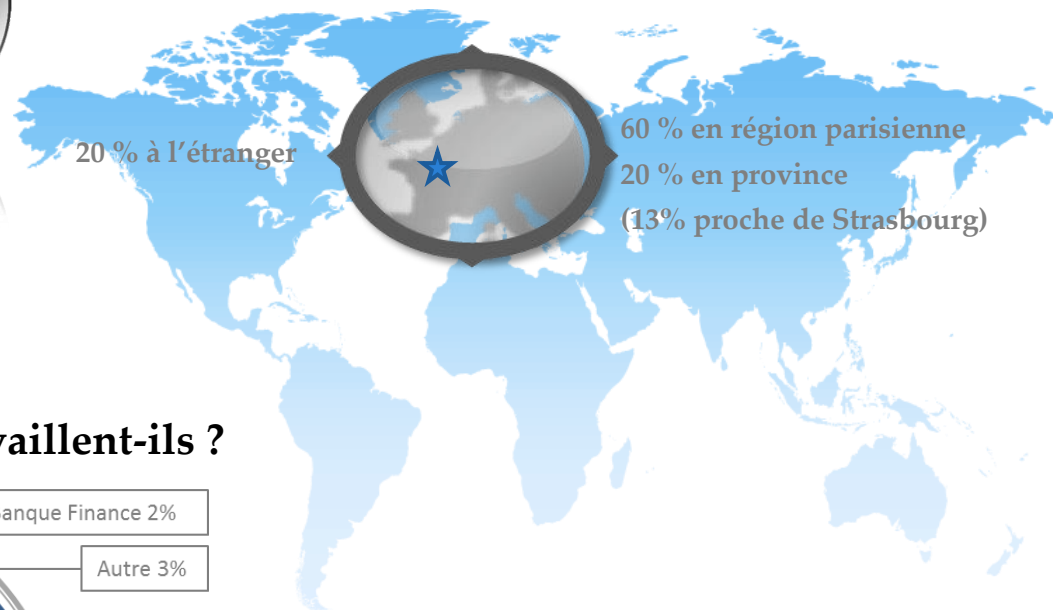 20 % à l’étranger
60 % en région parisienne
20 % en province
(13% proche de Strasbourg)
vaillent-ils ?
anque Finance 2%
Autre 3%